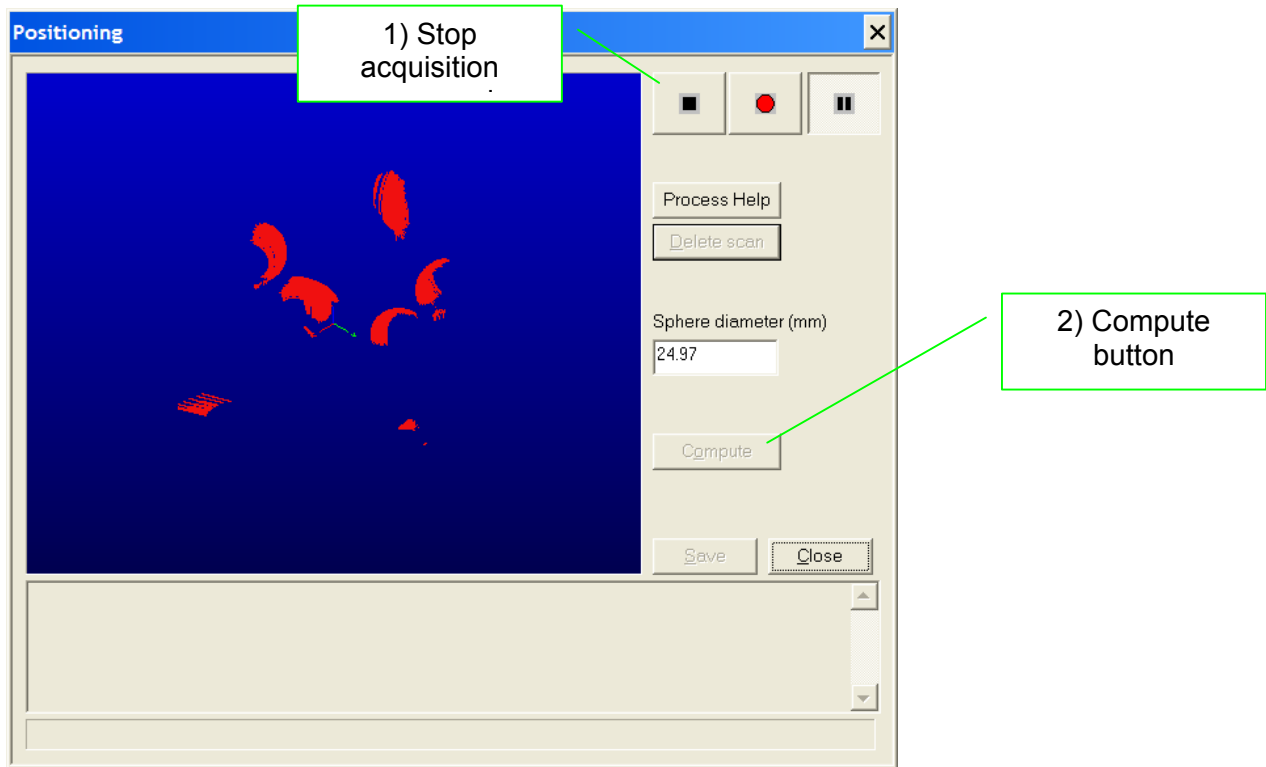 Positioning
1) Stop
acquisition
Process Help
Delete scan
Sphere diameter (mm)
24.97
2) Compute
button
Compute
Save
Close